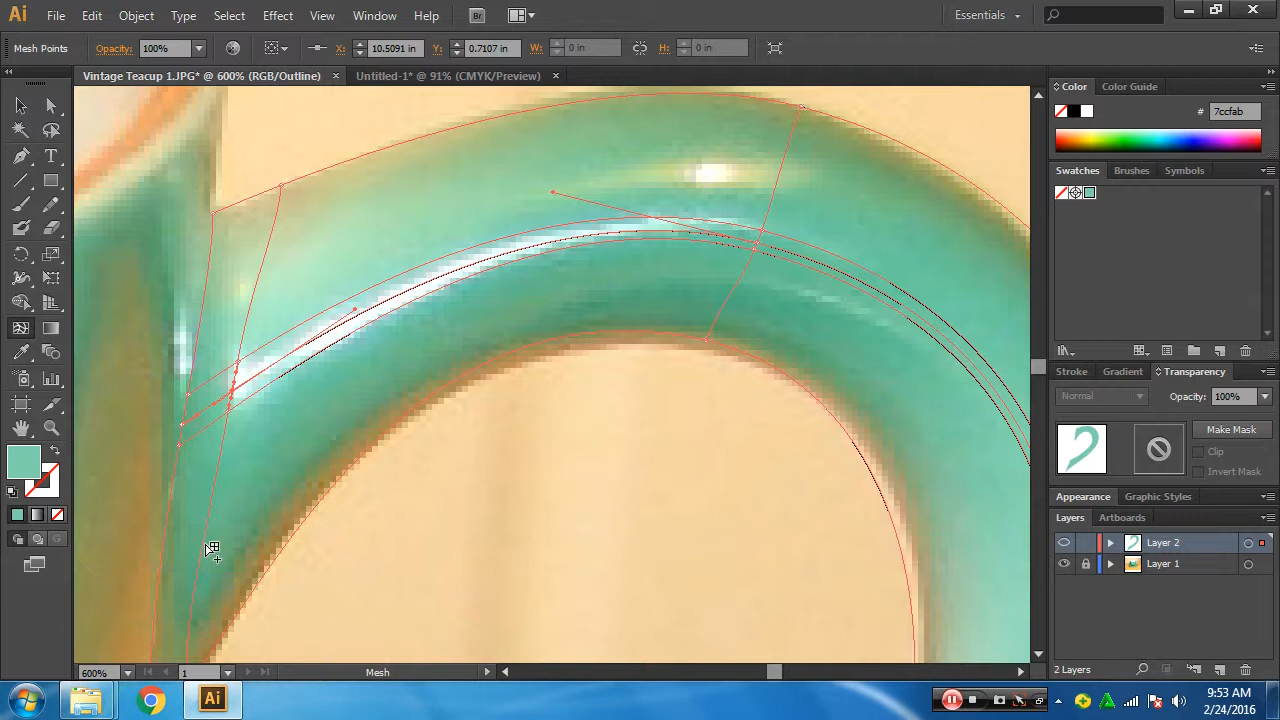 Ai File Edit Object Type Select Effect View Window Help Br Essentials
Mesh Points Opacity: 100% X: 10.5091 in Y: 0.7107 in W: 0 in H: 0 in
Vintage Teacup 1.JPG* @ 600% (RGB/Outline) × Untitled-1* @ 91% (CMYK/Preview) ×
Color Color Guide
# 7ccfab
Swatches Brushes Symbols
Stroke Gradient Transparency
Normal Opacity: 100%
Make Mask
Clip
Invert Mask
Appearance Graphic Styles
Layers Artboards
Layer 2
Layer 1
2 Layers
600% 1 Mesh
Ai
9:53 AM
2/24/2016